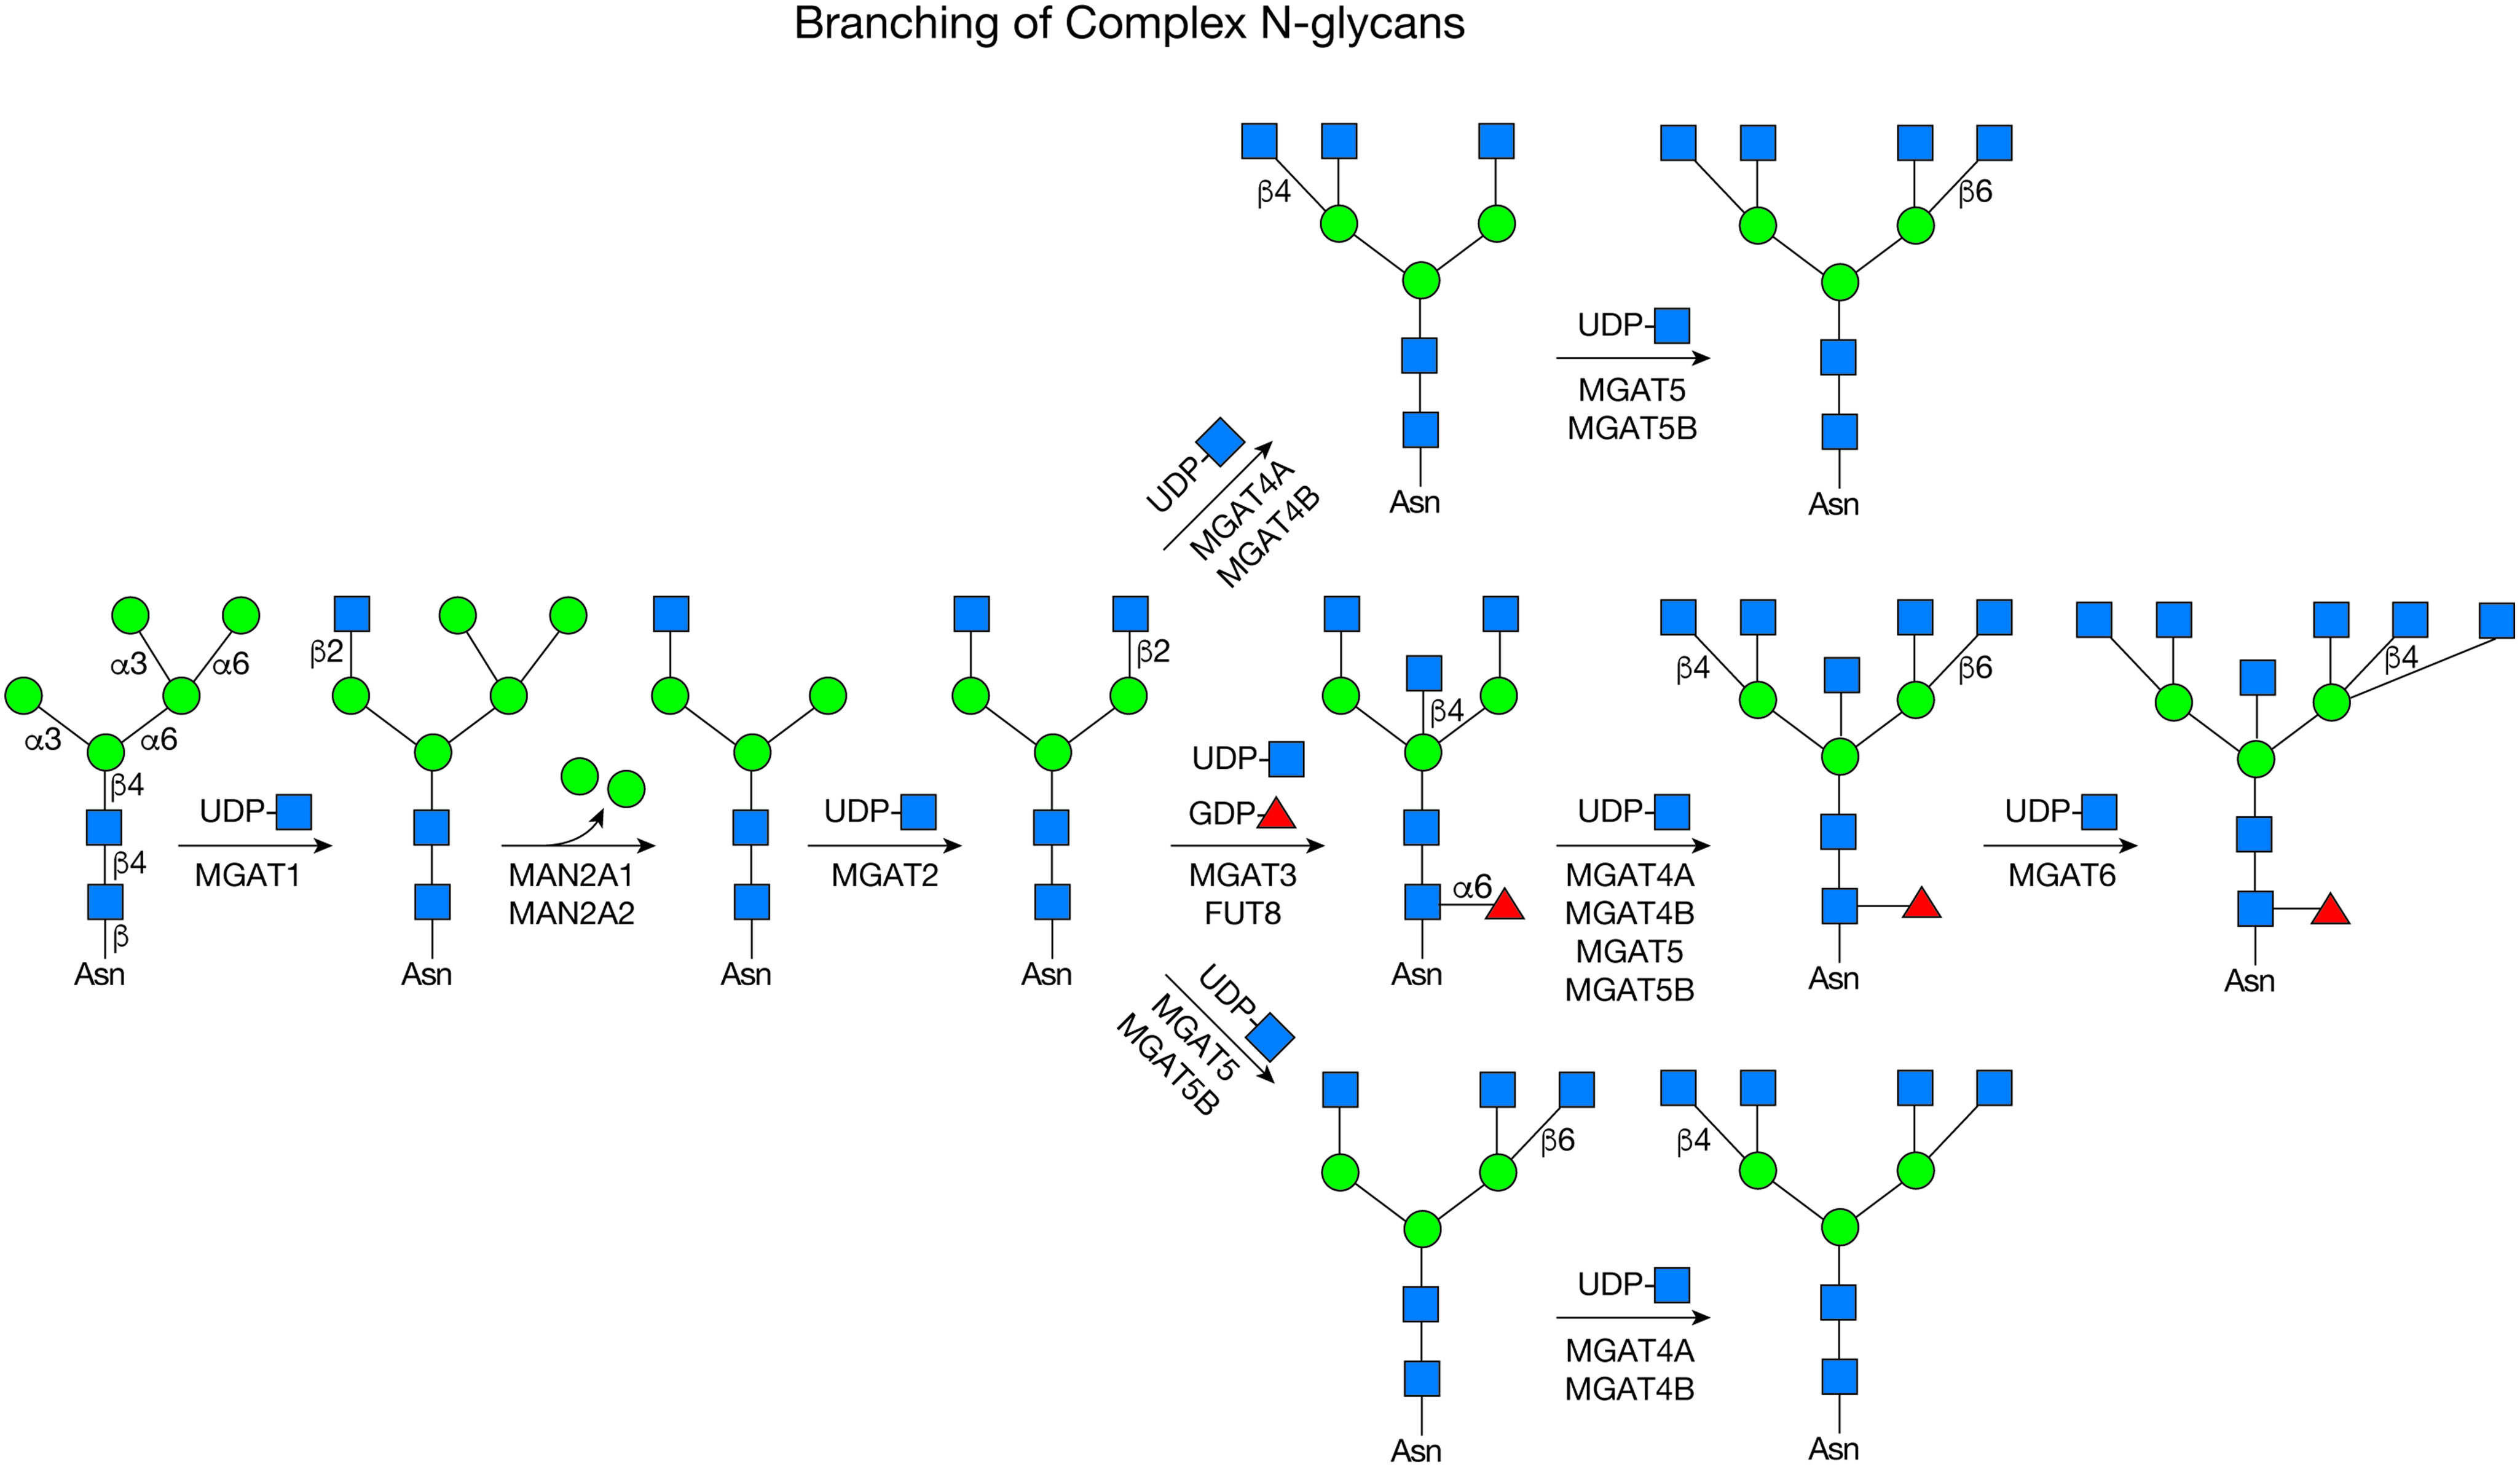 Branching of Complex N-glycans
β4
UDP-
MGAT4A
MGAT4B
Asn
UDP-
MGAT5
MGAT5B
β6
Asn
α3
α6
α3
α6
β4
β4
β
Asn
UDP-
MGAT1
β2
Asn
MAN2A1
MAN2A2
Asn
UDP-
MGAT2
β2
Asn
UDP-
GDP-
MGAT3
FUT8
β4
α6
Asn
UDP-
MGAT4A
MGAT4B
MGAT5
MGAT5B
β4
β6
Asn
UDP-
MGAT6
β4
Asn
UDP-
MGAT5
MGAT5B
β6
Asn
UDP-
MGAT4A
MGAT4B
β4
Asn